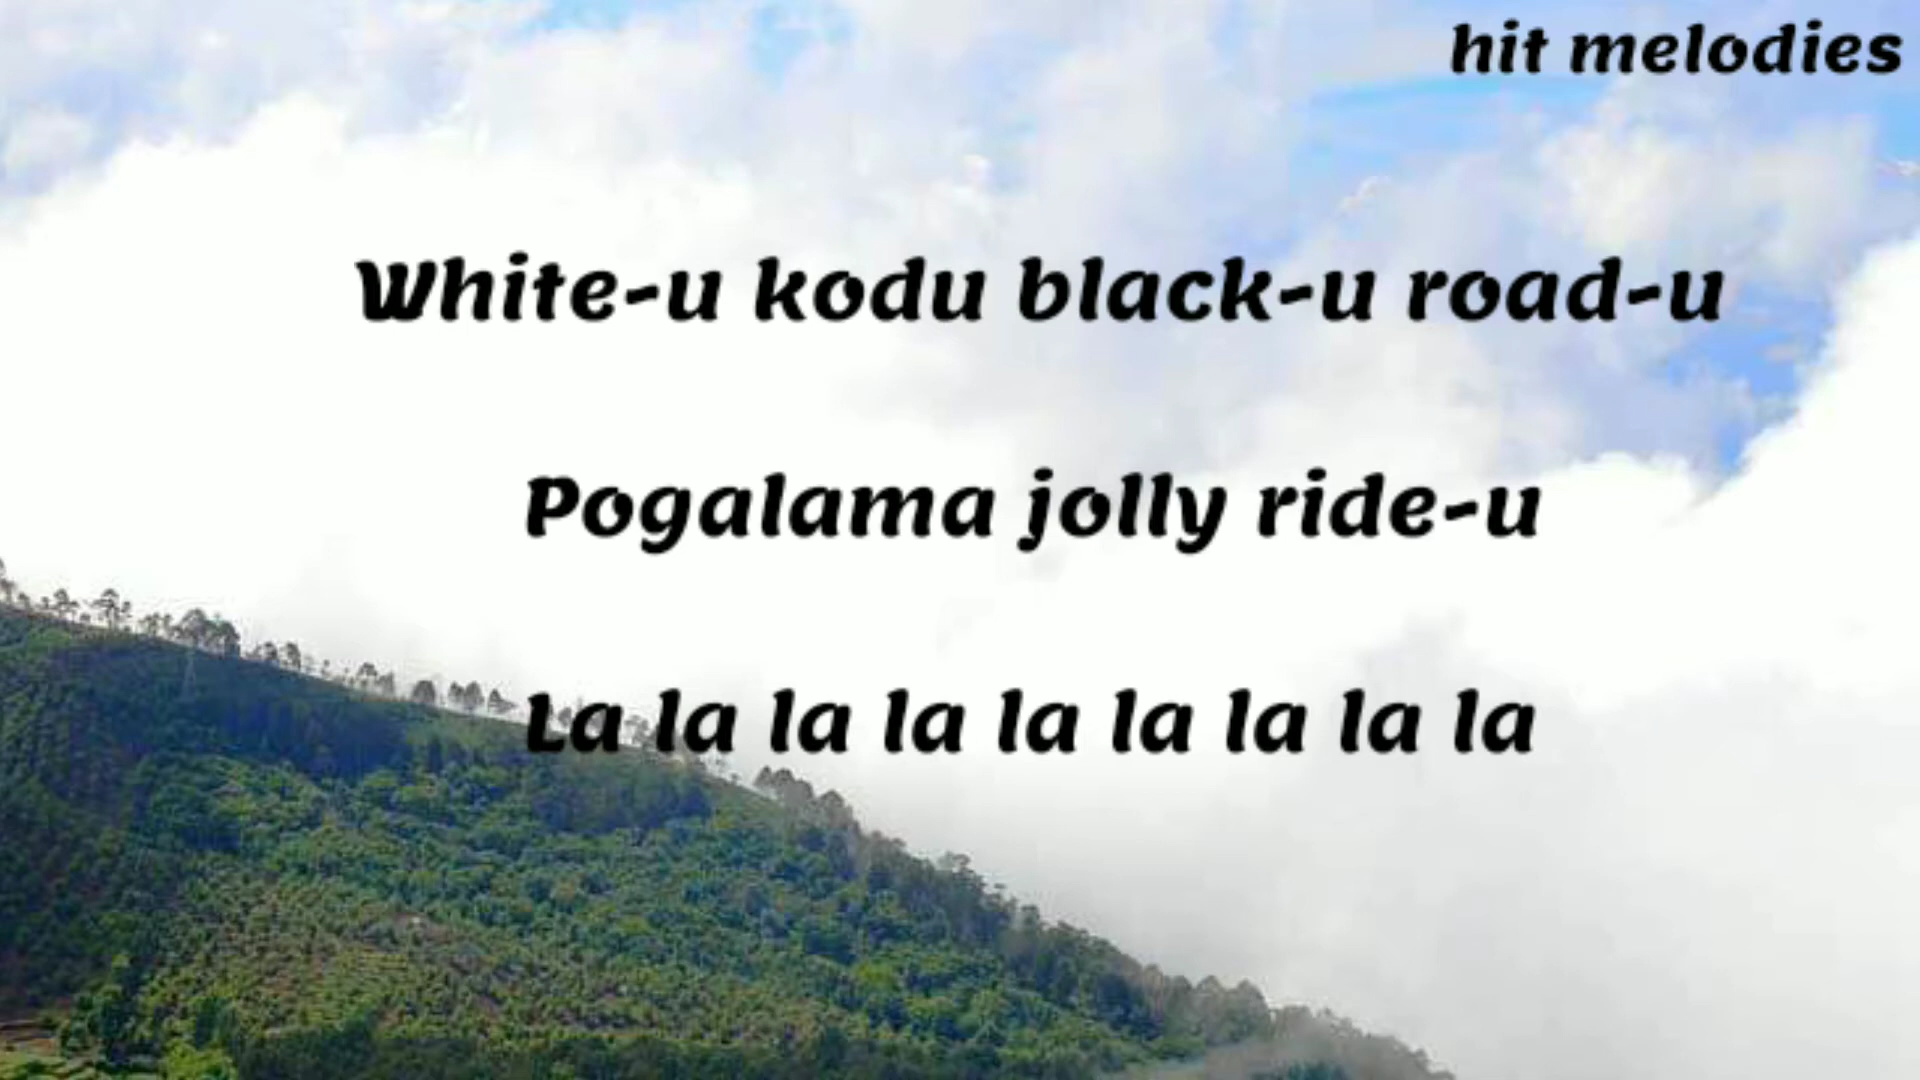 hit melodies
White-u kodu black-u road-u
Pogalama jolly ride-u
La la la la la la la la la